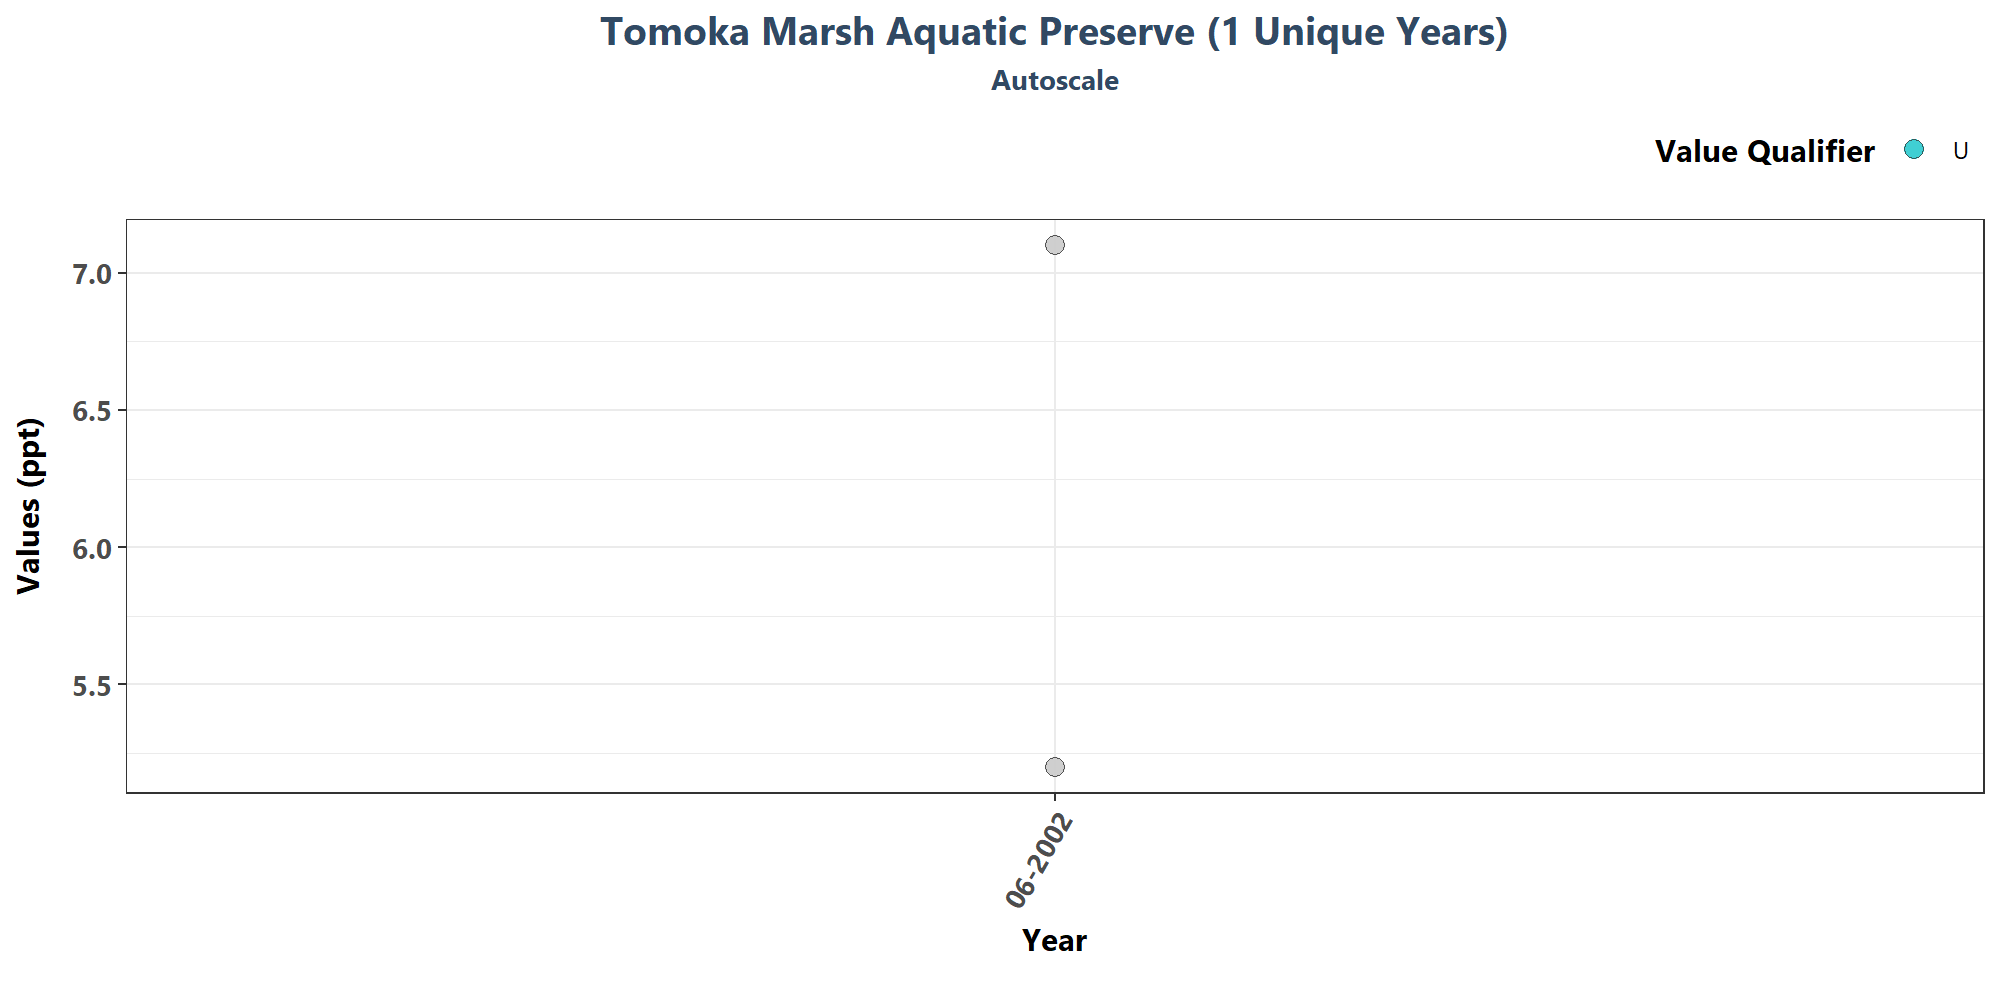 Tomoka Marsh Aquatic Preserve (1 Unique Years)
Autoscale
Value Qualifier U
Values (ppt)
7.0
6.5
6.0
5.5
06-2002
Year